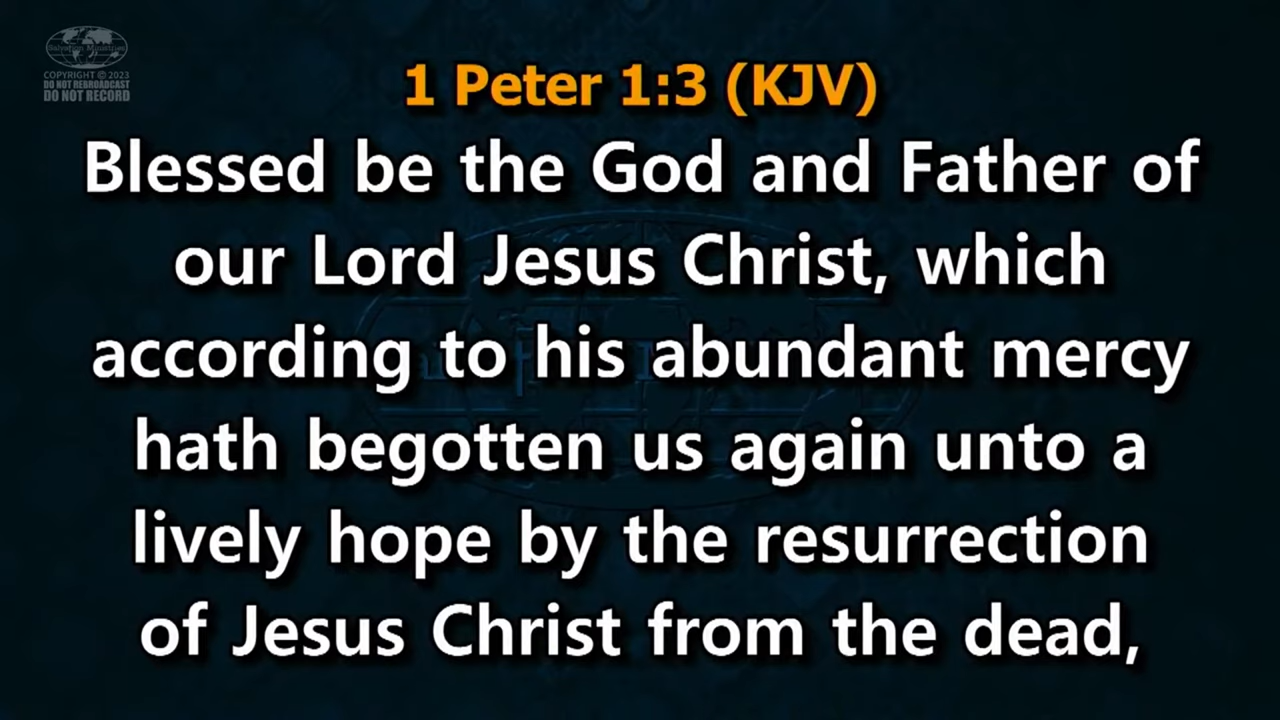 Salvation Ministries
COPYRIGHT © 2023
DO NOT REBROADCAST
DO NOT RECORD
1 Peter 1:3 (KJV)
Blessed be the God and Father of
our Lord Jesus Christ, which
according to his abundant mercy
hath begotten us again unto a
lively hope by the resurrection
of Jesus Christ from the dead,